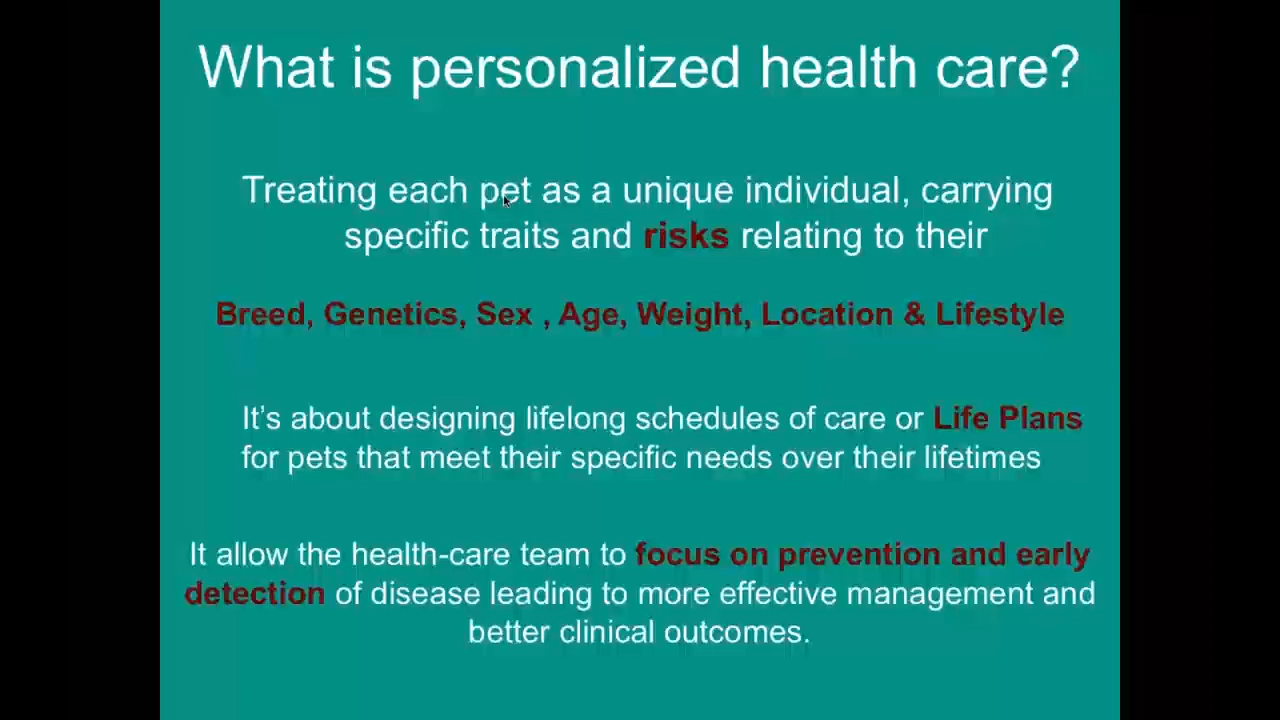 What is personalized health care?
Treating each pet as a unique individual, carrying
specific traits and risks relating to their
Breed, Genetics, Sex , Age, Weight, Location & Lifestyle
It’s about designing lifelong schedules of care or Life Plans
for pets that meet their specific needs over their lifetimes
It allow the health-care team to focus on prevention and early
detection of disease leading to more effective management and
better clinical outcomes.